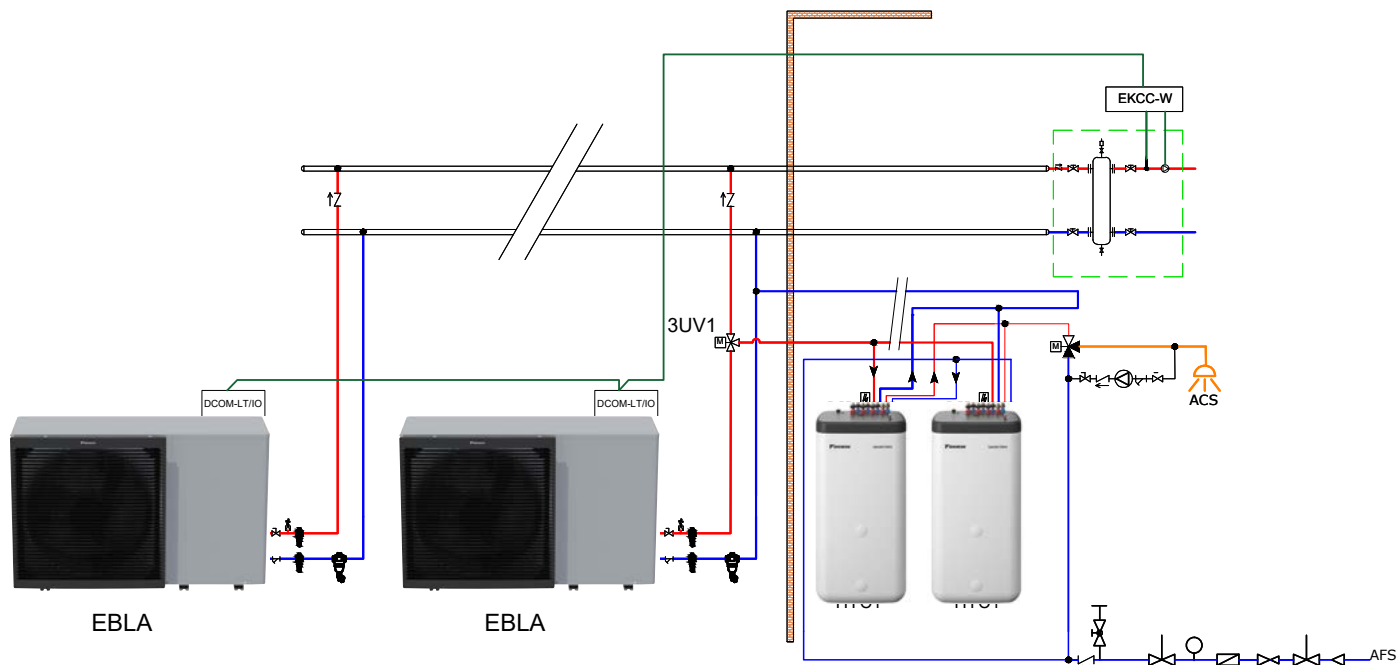 EKCC-W
3UV1
M
M
DCOM-LT/IO
DCOM-LT/IO
ACS
EBLA
EBLA
AFS